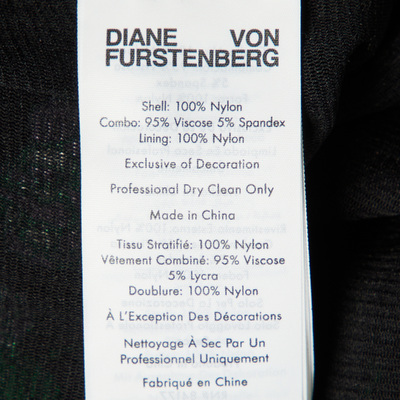 DIANE VON
FURSTENBERG
Shell: 100% Nylon
Combo: 95% Viscose 5% Spandex
Lining: 100% Nylon
Exclusive of Decoration
Professional Dry Clean Only
Made in China
Tissu Stratifié: 100% Nylon
Vêtement Combiné: 95% Viscose
5% Lycra
Doublure: 100% Nylon
À L'Exception Des Décorations
Nettoyage À Sec Par Un
Professionnel Uniquement
Fabriqué en Chine